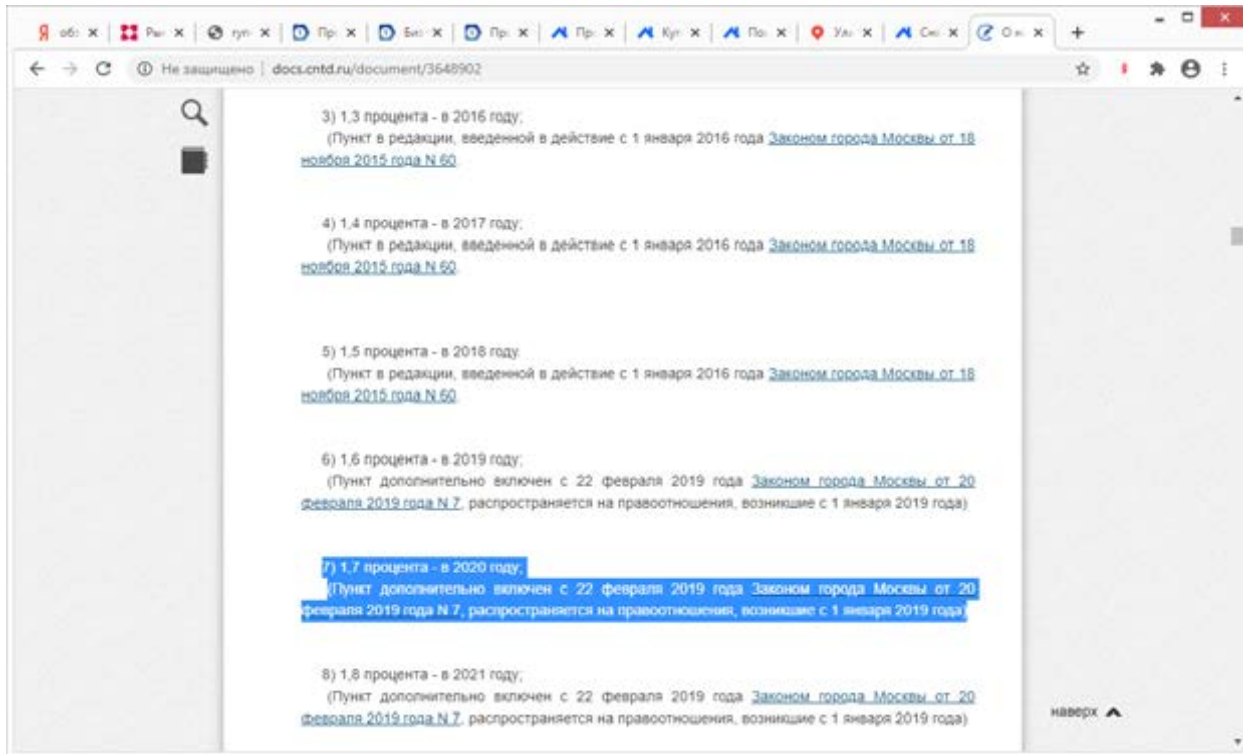 Не защищено | docs.cntd.ru/document/3648902
3) 1,3 процента - в 2016 году;
(Пункт в редакции, введенной в действие с 1 января 2016 года Законом города Москвы от 18
ноября 2015 года N 60.
4) 1,4 процента - в 2017 году;
(Пункт в редакции, введенной в действие с 1 января 2016 года Законом города Москвы от 18
ноября 2015 года N 60.
5) 1,5 процента - в 2018 году.
(Пункт в редакции, введенной в действие с 1 января 2016 года Законом города Москвы от 18
ноября 2015 года N 60.
6) 1,6 процента - в 2019 году;
(Пункт дополнительно включен с 22 февраля 2019 года Законом города Москвы от 20
февраля 2019 года N 7, распространяется на правоотношения, возникшие с 1 января 2019 года)
7) 1,7 процента - в 2020 году;
(Пункт дополнительно включен с 22 февраля 2019 года Законом города Москвы от 20
февраля 2019 года N 7, распространяется на правоотношения, возникшие с 1 января 2019 года)
8) 1,8 процента - в 2021 году;
(Пункт дополнительно включен с 22 февраля 2019 года Законом города Москвы от 20
февраля 2019 года N 7, распространяется на правоотношения, возникшие с 1 января 2019 года)
наверх